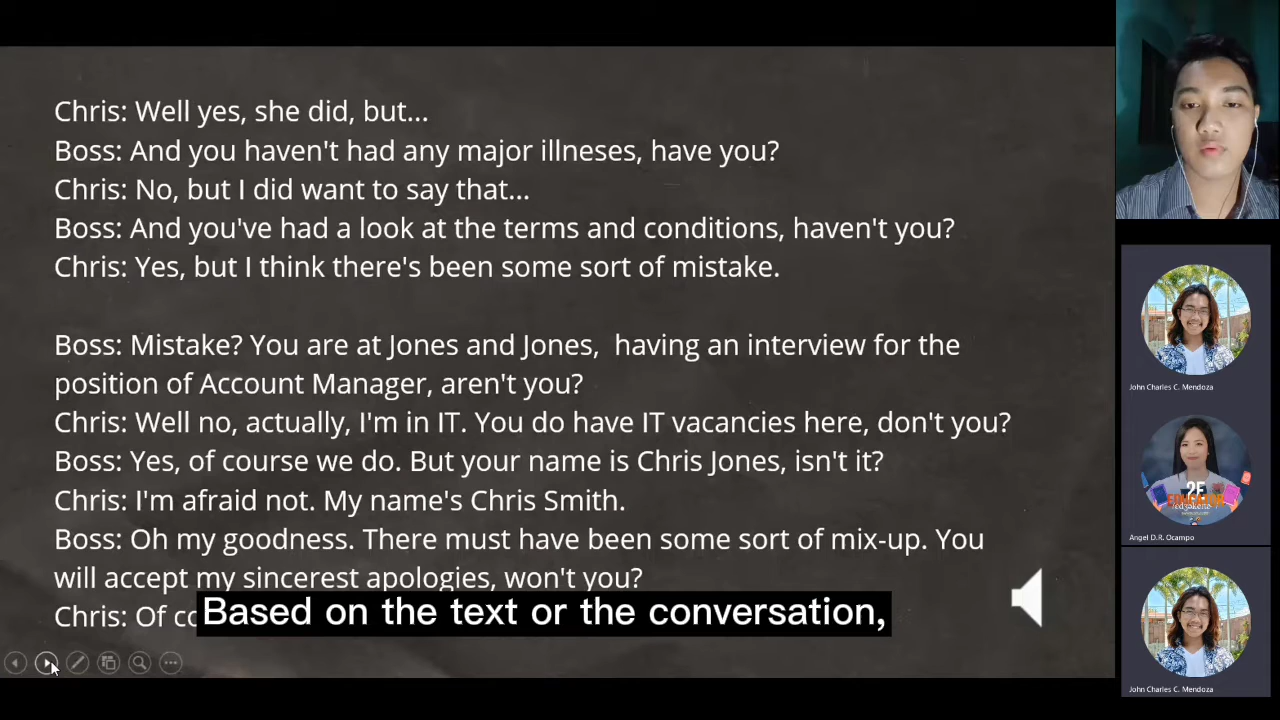 Chris: Well yes, she did, but...
Boss: And you haven't had any major illneses, have you?
Chris: No, but I did want to say that...
Boss: And you've had a look at the terms and conditions, haven't you?
Chris: Yes, but I think there's been some sort of mistake.
Boss: Mistake? You are at Jones and Jones, having an interview for the
position of Account Manager, aren't you?
Chris: Well no, actually, I'm in IT. You do have IT vacancies here, don't you?
Boss: Yes, of course we do. But your name is Chris Jones, isn't it?
Chris: I'm afraid not. My name's Chris Smith.
Boss: Oh my goodness. There must have been some sort of mix-up. You
will accept my sincerest apologies, won't you?
Chris: Of
Based on the text or the conversation,
John Charles C. Mendoza
EDUCATOR
Angel D.R. Ocampo
John Charles C. Mendoza